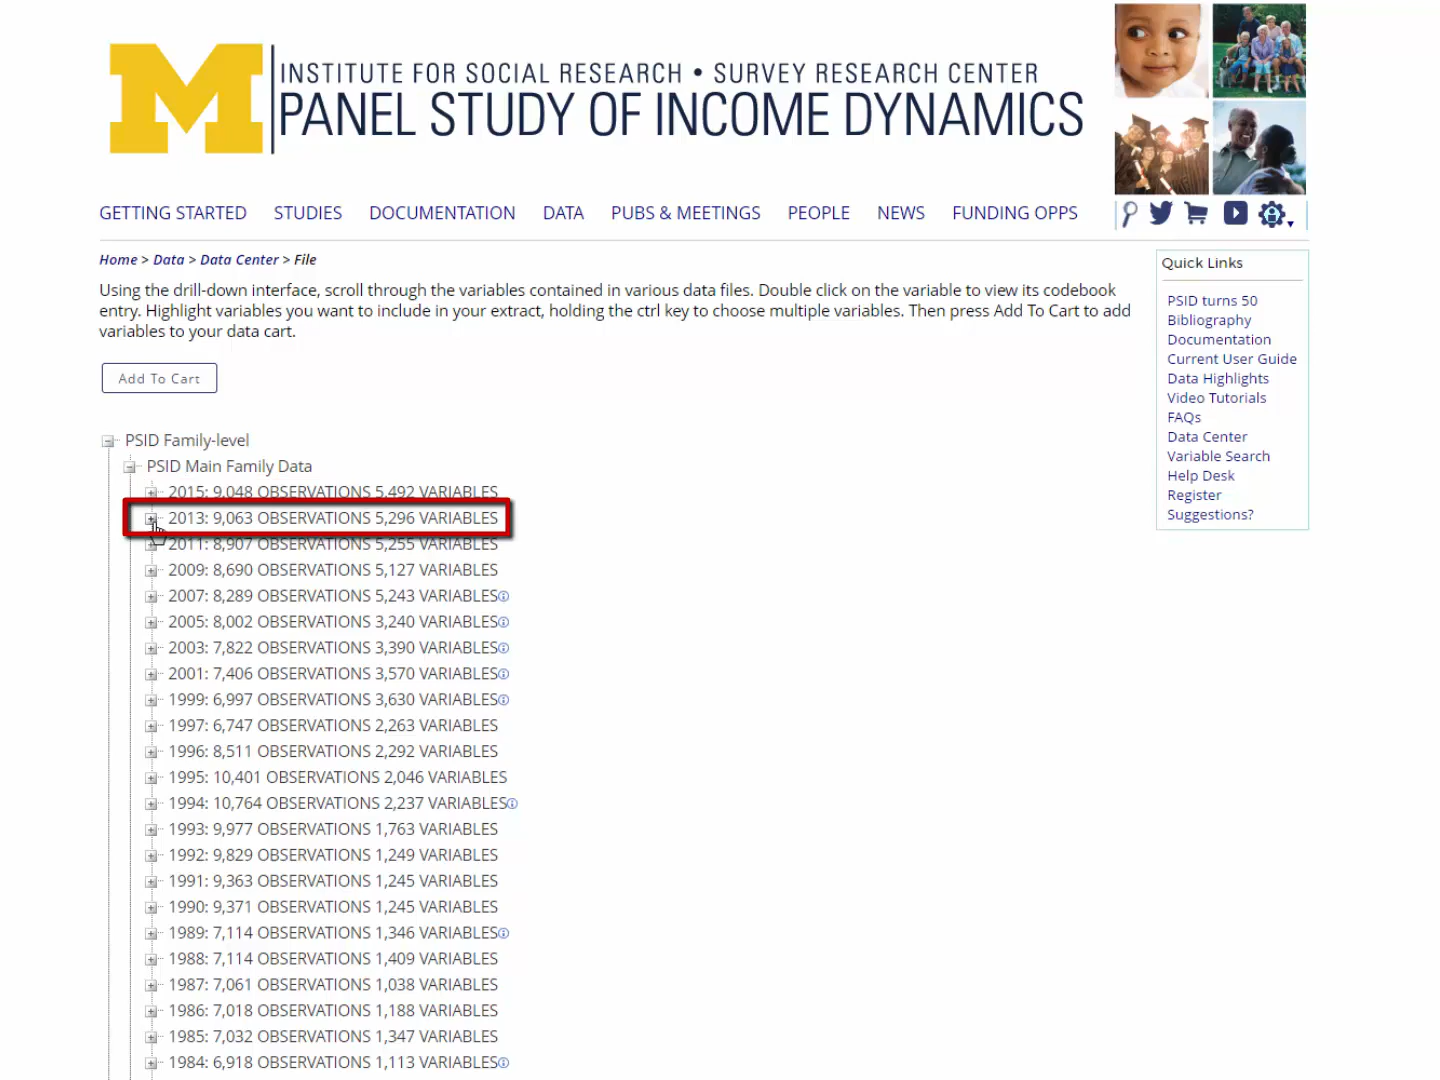 INSTITUTE FOR SOCIAL RESEARCH • SURVEY RESEARCH CENTER
PANEL STUDY OF INCOME DYNAMICS
GETTING STARTED STUDIES DOCUMENTATION DATA PUBS & MEETINGS PEOPLE NEWS FUNDING OPPS
Home > Data > Data Center > File
Using the drill-down interface, scroll through the variables contained in various data files. Double click on the variable to view its codebook
entry. Highlight variables you want to include in your extract, holding the ctrl key to choose multiple variables. Then press Add To Cart to add
variables to your data cart.
Add To Cart
PSID Family-level
PSID Main Family Data
2015: 9,048 OBSERVATIONS 5,492 VARIABLES
2013: 9,063 OBSERVATIONS 5,296 VARIABLES
2011: 8,907 OBSERVATIONS 5,255 VARIABLES
2009: 8,690 OBSERVATIONS 5,127 VARIABLES
2007: 8,289 OBSERVATIONS 5,243 VARIABLES
2005: 8,002 OBSERVATIONS 3,240 VARIABLES
2003: 7,822 OBSERVATIONS 3,390 VARIABLES
2001: 7,406 OBSERVATIONS 3,570 VARIABLES
1999: 6,997 OBSERVATIONS 3,630 VARIABLES
1997: 6,747 OBSERVATIONS 2,263 VARIABLES
1996: 8,511 OBSERVATIONS 2,292 VARIABLES
1995: 10,401 OBSERVATIONS 2,046 VARIABLES
1994: 10,764 OBSERVATIONS 2,237 VARIABLES
1993: 9,977 OBSERVATIONS 1,763 VARIABLES
1992: 9,829 OBSERVATIONS 1,249 VARIABLES
1991: 9,363 OBSERVATIONS 1,245 VARIABLES
1990: 9,371 OBSERVATIONS 1,245 VARIABLES
1989: 7,114 OBSERVATIONS 1,346 VARIABLES
1988: 7,114 OBSERVATIONS 1,409 VARIABLES
1987: 7,061 OBSERVATIONS 1,038 VARIABLES
1986: 7,018 OBSERVATIONS 1,188 VARIABLES
1985: 7,032 OBSERVATIONS 1,347 VARIABLES
1984: 6,918 OBSERVATIONS 1,113 VARIABLES
Quick Links
PSID turns 50
Bibliography
Documentation
Current User Guide
Data Highlights
Video Tutorials
FAQs
Data Center
Variable Search
Help Desk
Register
Suggestions?